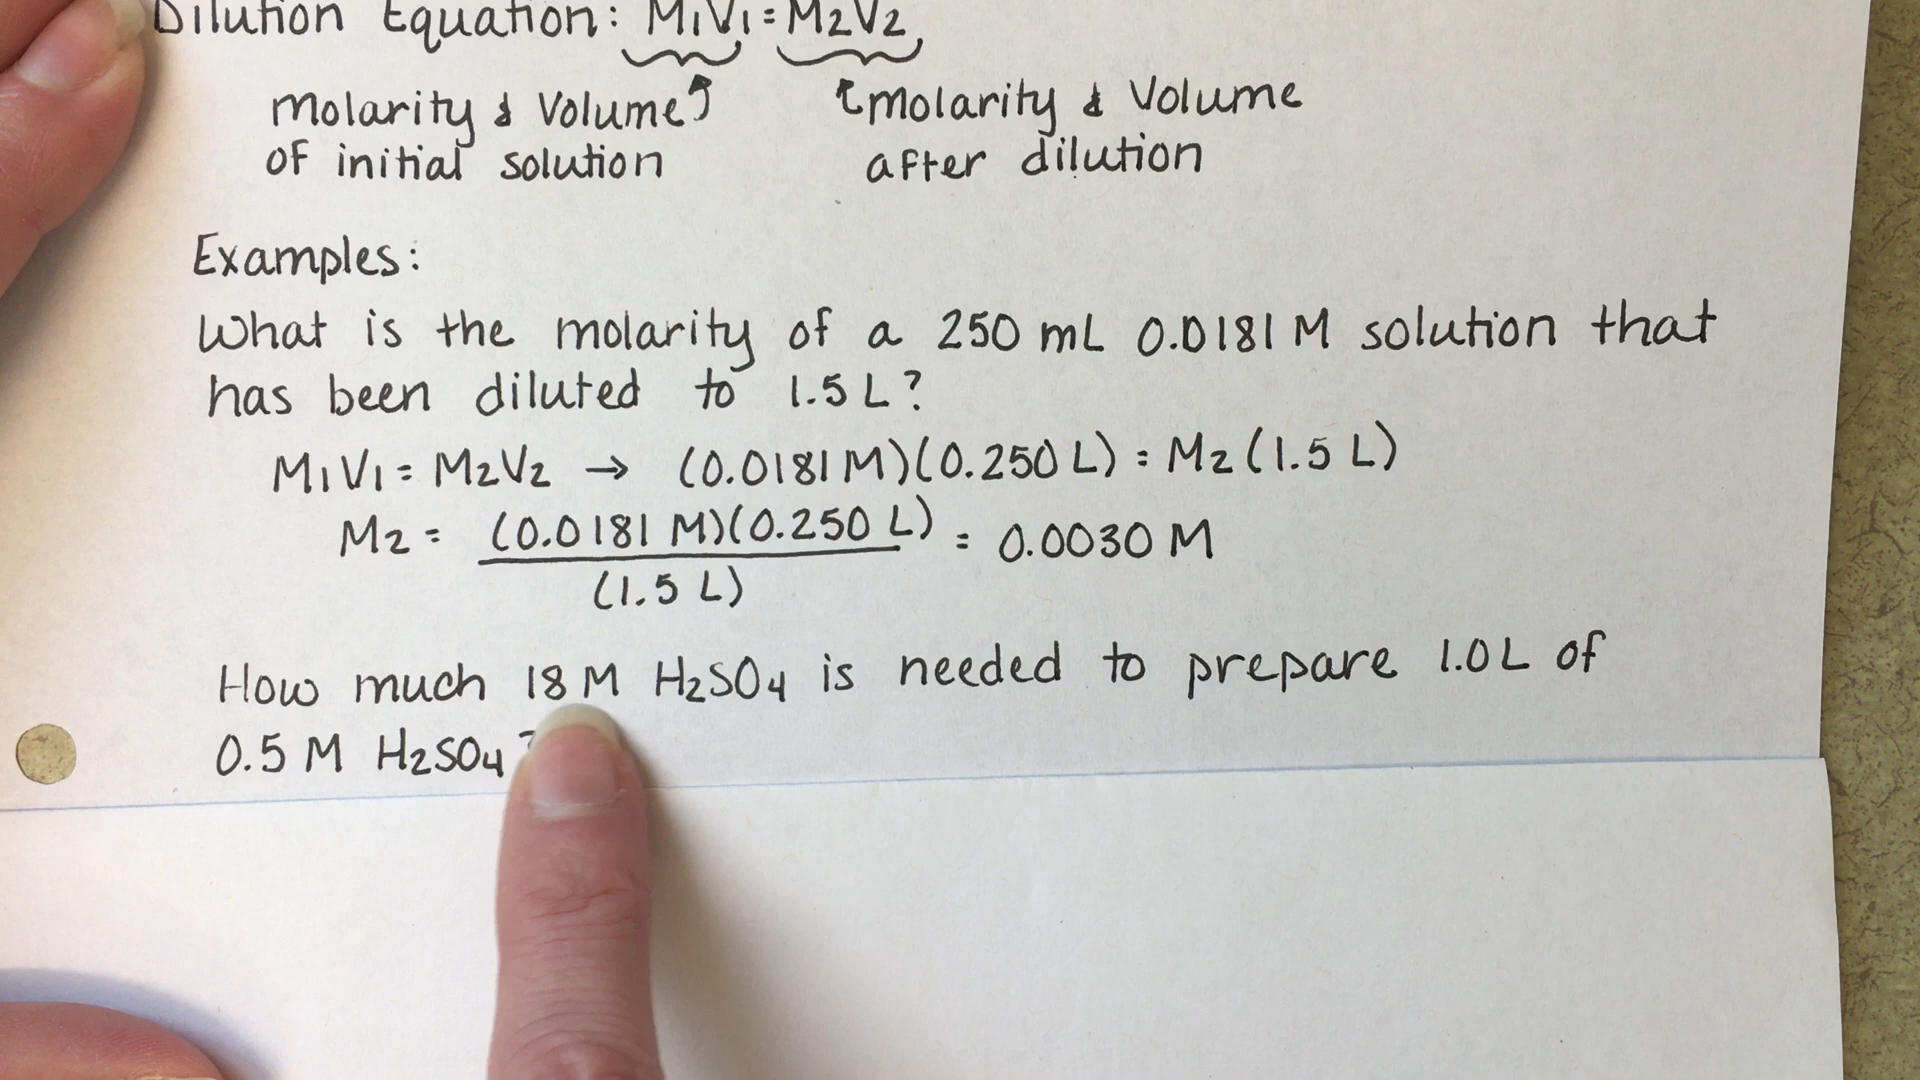 Dilution Equation: M₁V₁ = M₂V₂
Molarity & Volume of initial solution
Molarity & Volume after dilution
Examples:
What is the molarity of a 250 mL 0.0181 M solution that
has been diluted to 1.5 L?
M₁V₁ = M₂V₂ → (0.0181 M)(0.250 L) = M₂(1.5 L)
M₂ = (0.0181 M)(0.250 L) = 0.0030 M
(1.5 L)
How much 18 M H₂SO₄ is needed to prepare 1.0 L of
0.5 M H₂SO₄?